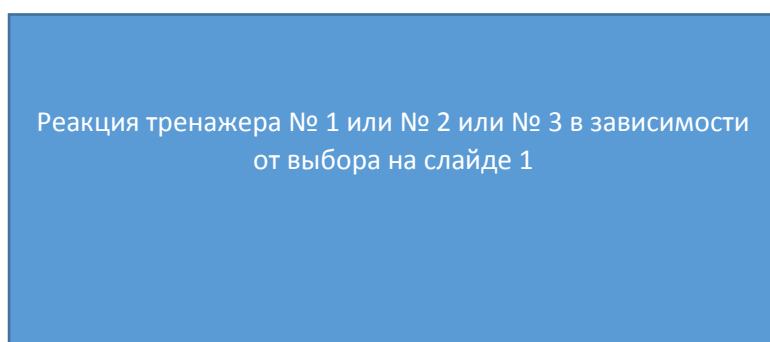 Реакция тренажера № 1 или № 2 или № 3 в зависимости
от выбора на слайде 1